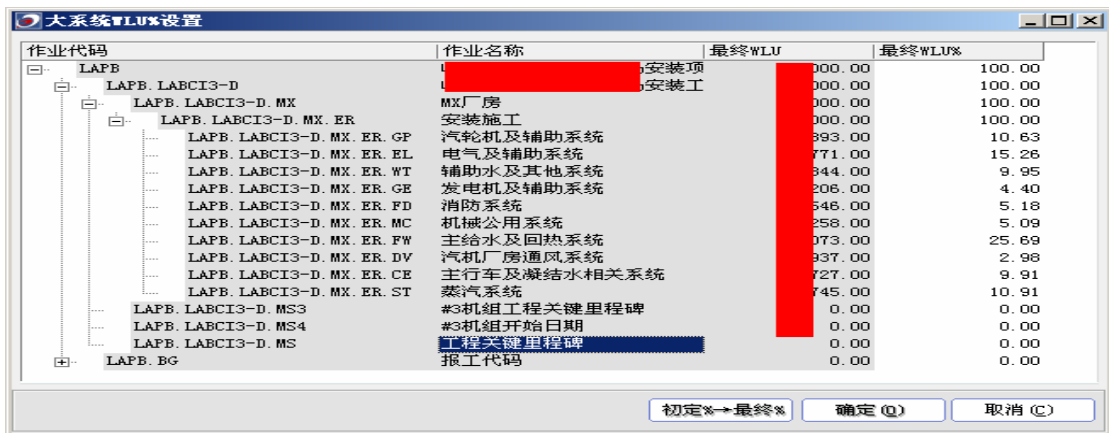 大系统WLU%设置
作业代码 作业名称 最终WLU 最终WLU%
LAPB 安装项 000.00 100.00
LAPB.LABCI3-D 安装工 000.00 100.00
LAPB.LABCI3-D.MX MX厂房 000.00 100.00
LAPB.LABCI3-D.MX.ER 安装施工 000.00 100.00
LAPB.LABCI3-D.MX.ER.GP 汽轮机及辅助系统 893.00 10.63
LAPB.LABCI3-D.MX.ER.EL 电气及辅助系统 771.00 15.26
LAPB.LABCI3-D.MX.ER.WT 辅助水及其他系统 844.00 9.95
LAPB.LABCI3-D.MX.ER.GE 发电机及辅助系统 206.00 4.40
LAPB.LABCI3-D.MX.ER.FD 消防系统 546.00 5.18
LAPB.LABCI3-D.MX.ER.MC 机械公用系统 258.00 5.09
LAPB.LABCI3-D.MX.ER.FW 主给水及回热系统 073.00 25.69
LAPB.LABCI3-D.MX.ER.DV 汽机厂房通风系统 937.00 2.98
LAPB.LABCI3-D.MX.ER.CE 主行车及凝结水相关系统 727.00 9.91
LAPB.LABCI3-D.MX.ER.ST 蒸汽系统 745.00 10.91
LAPB.LABCI3-D.MS3 #3机组工程关键里程碑 0.00 0.00
LAPB.LABCI3-D.MS4 #3机组开始日期 0.00 0.00
LAPB.LABCI3-D.MS 工程关键里程碑 0.00 0.00
LAPB.BG 报工代码 0.00 0.00
初定%→最终% 确定(O) 取消(C)